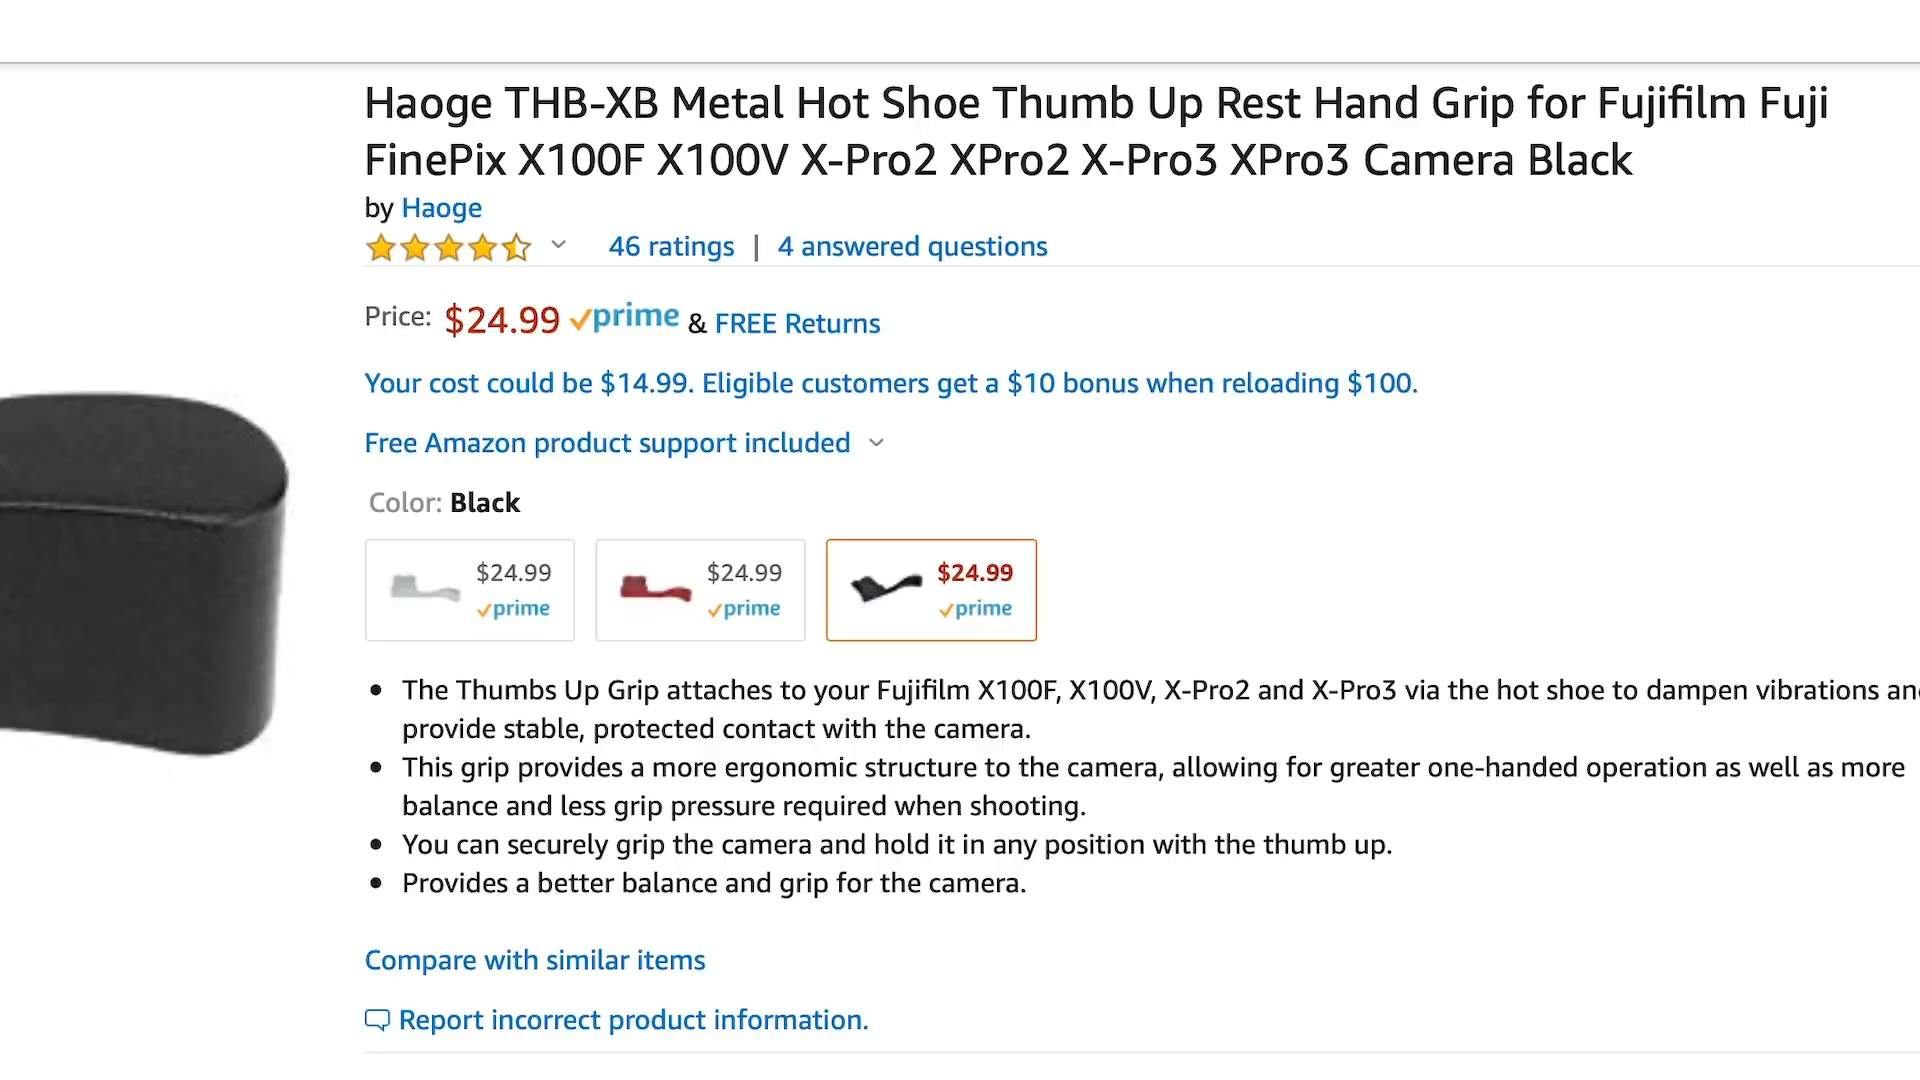 Haoge THB-XB Metal Hot Shoe Thumb Up Rest Hand Grip for Fujifilm Fuji
FinePix X100F X100V X-Pro2 XPro2 X-Pro3 XPro3 Camera Black
by Haoge
46 ratings | 4 answered questions
Price: $24.99 prime & FREE Returns
Your cost could be $14.99. Eligible customers get a $10 bonus when reloading $100.
Free Amazon product support included
Color: Black
$24.99 $24.99 $24.99
prime prime prime
• The Thumbs Up Grip attaches to your Fujifilm X100F, X100V, X-Pro2 and X-Pro3 via the hot shoe to dampen vibrations an
provide stable, protected contact with the camera.
• This grip provides a more ergonomic structure to the camera, allowing for greater one-handed operation as well as more
balance and less grip pressure required when shooting.
• You can securely grip the camera and hold it in any position with the thumb up.
• Provides a better balance and grip for the camera.
Compare with similar items
Report incorrect product information.